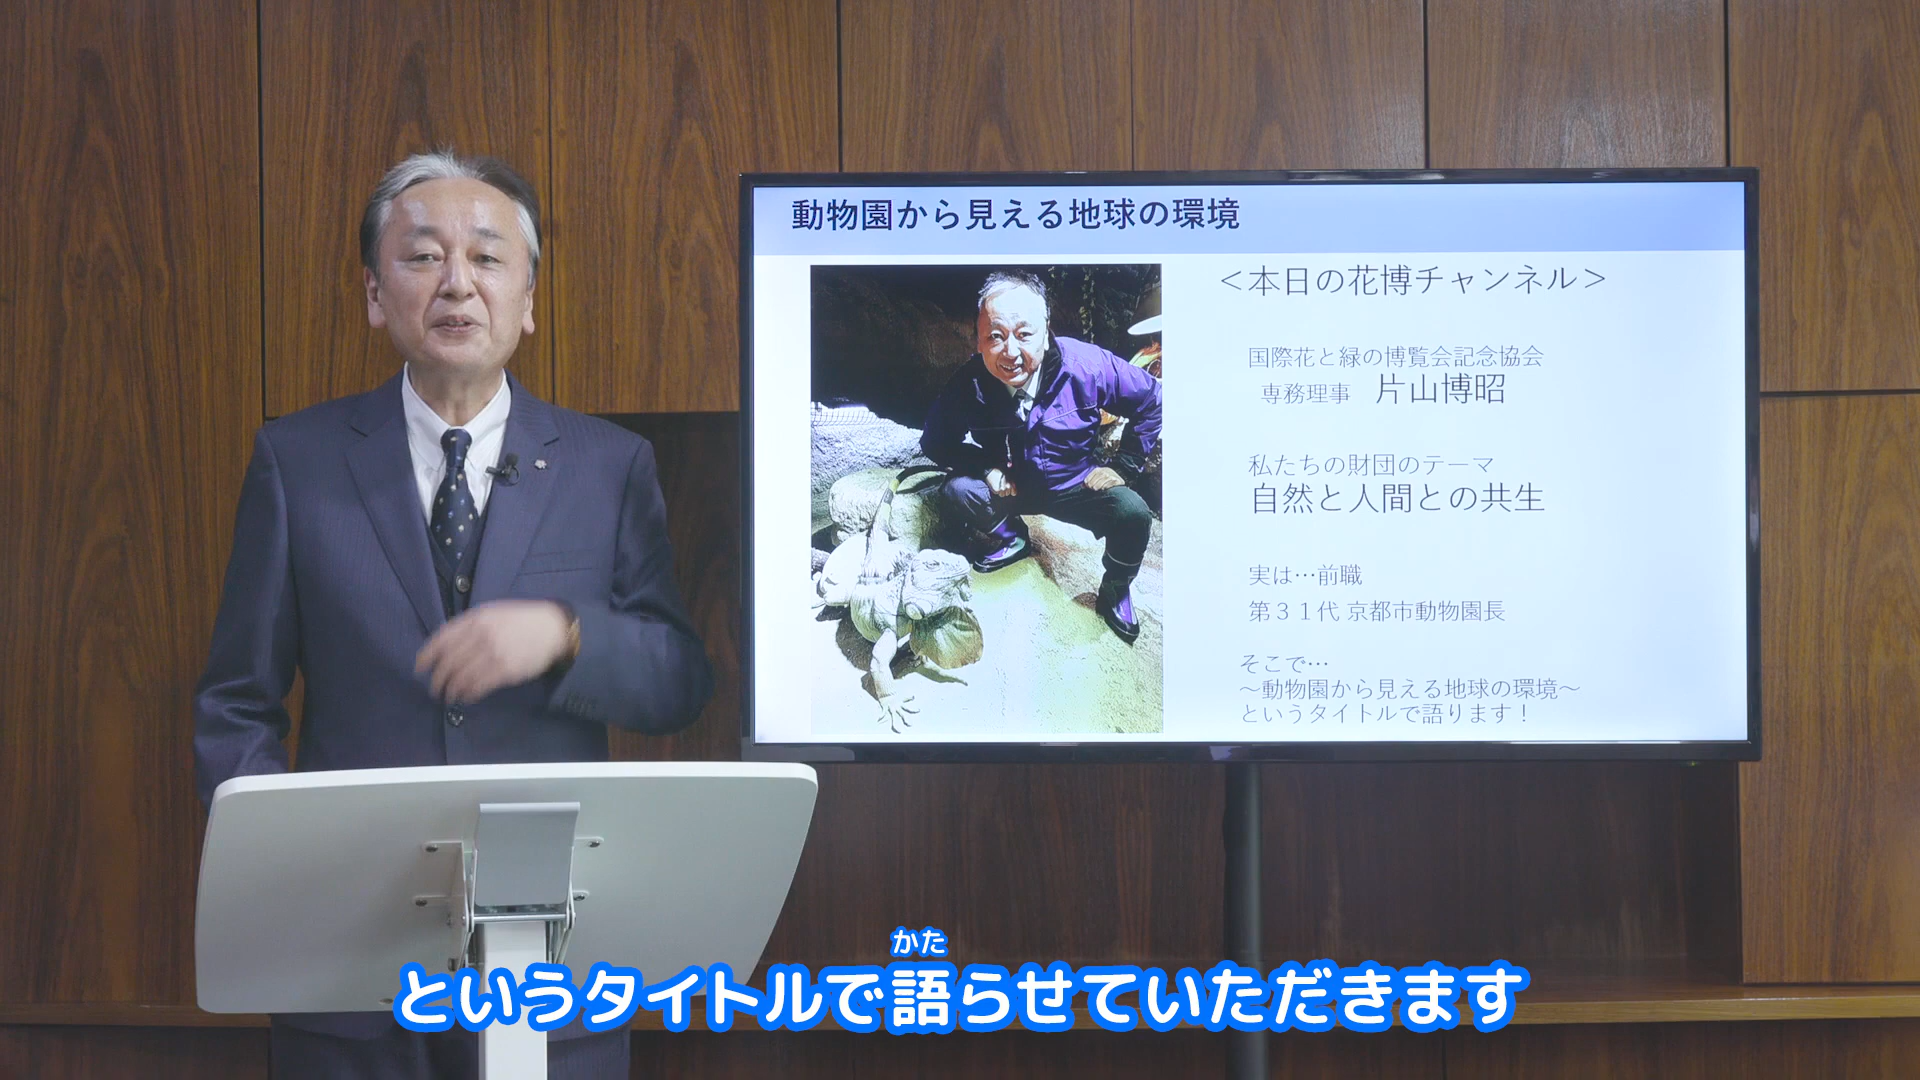 動物園から見える地球の環境
＜本日の花博チャンネル＞
国際花と緑の博覧会記念協会
専務理事　片山博昭
私たちの財団のテーマ
自然と人間との共生
実は…前職
第３１代 京都市動物園長
そこで…
～動物園から見える地球の環境～
というタイトルで語ります！
かた
というタイトルで語らせていただきます